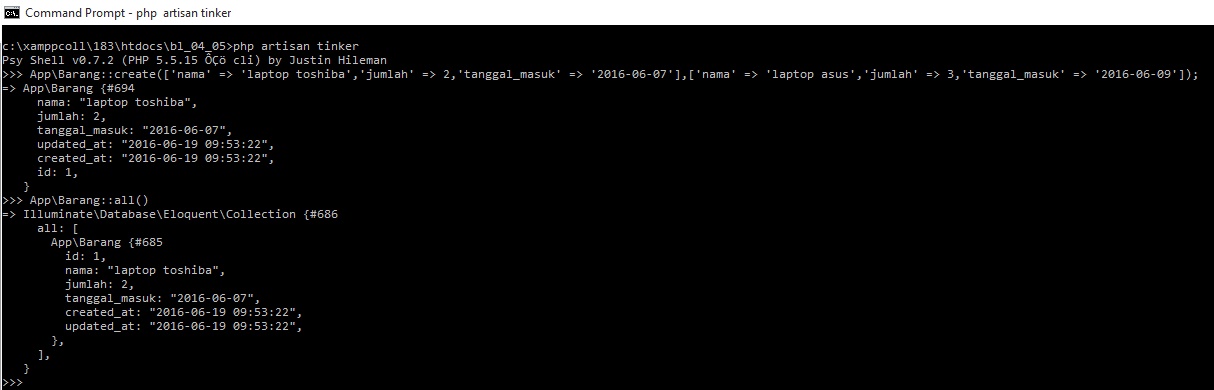 Command Prompt - php  artisan tinker
c:\xamppcoll\183\htdocs\bl_04_05>php artisan tinker
Psy Shell v0.7.2 (PHP 5.5.15 ÔÇö cli) by Justin Hileman
>>> App\Barang::create(['nama' => 'laptop toshiba','jumlah' => 2,'tanggal_masuk' => '2016-06-07'],['nama' => 'laptop asus','jumlah' => 3,'tanggal_masuk' => '2016-06-09']);
=> App\Barang {#694
     nama: "laptop toshiba",
     jumlah: 2,
     tanggal_masuk: "2016-06-07",
     updated_at: "2016-06-19 09:53:22",
     created_at: "2016-06-19 09:53:22",
     id: 1,
   }
>>> App\Barang::all()
=> Illuminate\Database\Eloquent\Collection {#686
     all: [
       App\Barang {#685
         id: 1,
         nama: "laptop toshiba",
         jumlah: 2,
         tanggal_masuk: "2016-06-07",
         created_at: "2016-06-19 09:53:22",
         updated_at: "2016-06-19 09:53:22",
       },
     ],
   }
>>>